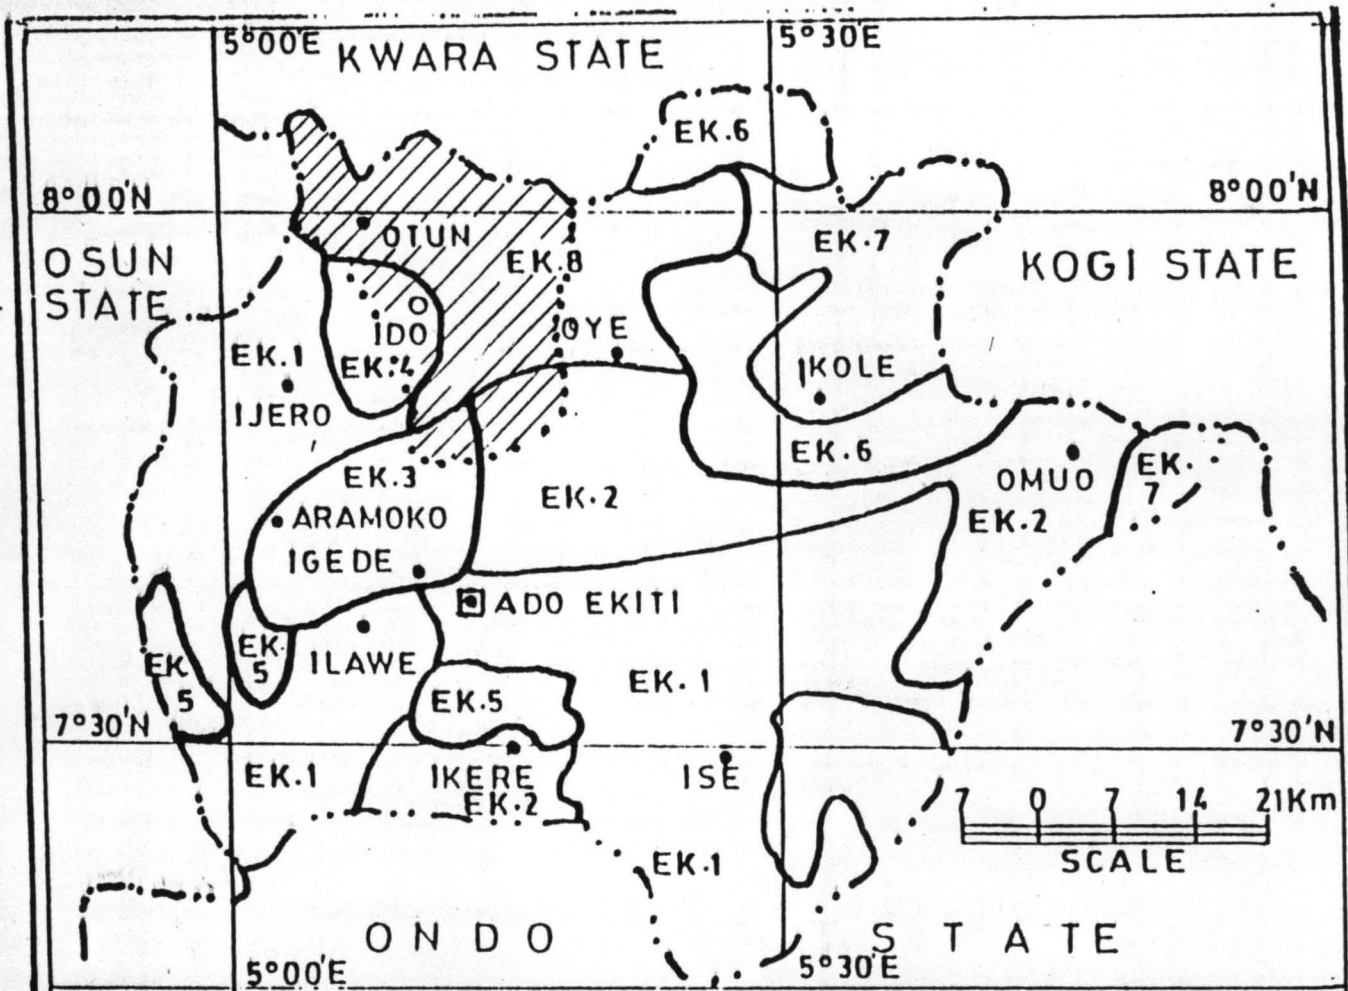 5°00'E
5°30'E
KWARA STATE
EK.6
8°00'N
8°00'N
OTUN
EK.7
OSUN
STATE
EK.8
KOGI STATE
IDO
OYE
EK.1
EK.4
IKOLE
IJERO
EK.6
EK.3
EK.2
OMUO
EK.
7
ARAMOKO
EK.2
IGEDE
ADO EKITI
EK
5
EK.
5
ILAWE
EK.5
EK.1
7°30'N
7°30'N
EK.1
IKERE
EK.2
ISE
7 0 7 14 21Km
SCALE
EK.1
ONDO STATE
5°00'E
5°30'E